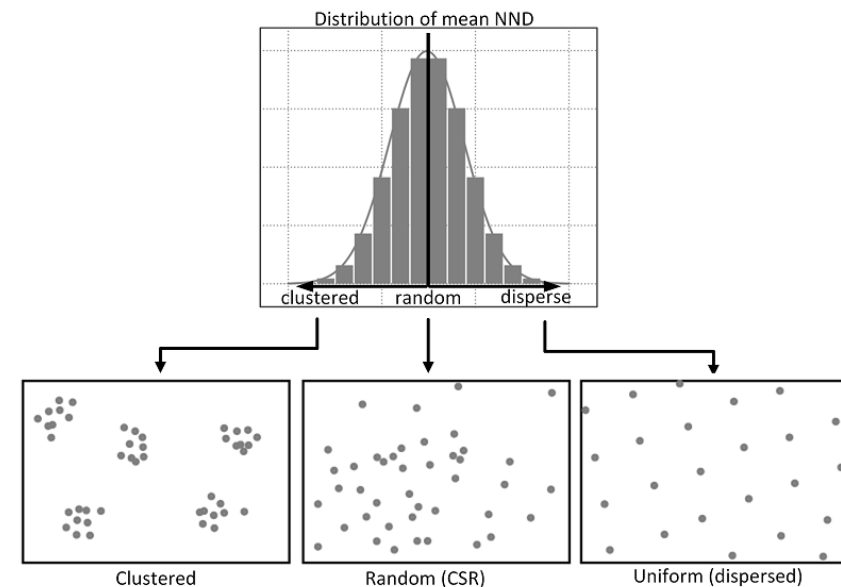 Distribution of mean NND
clustered random disperse
Clustered Random (CSR) Uniform (dispersed)